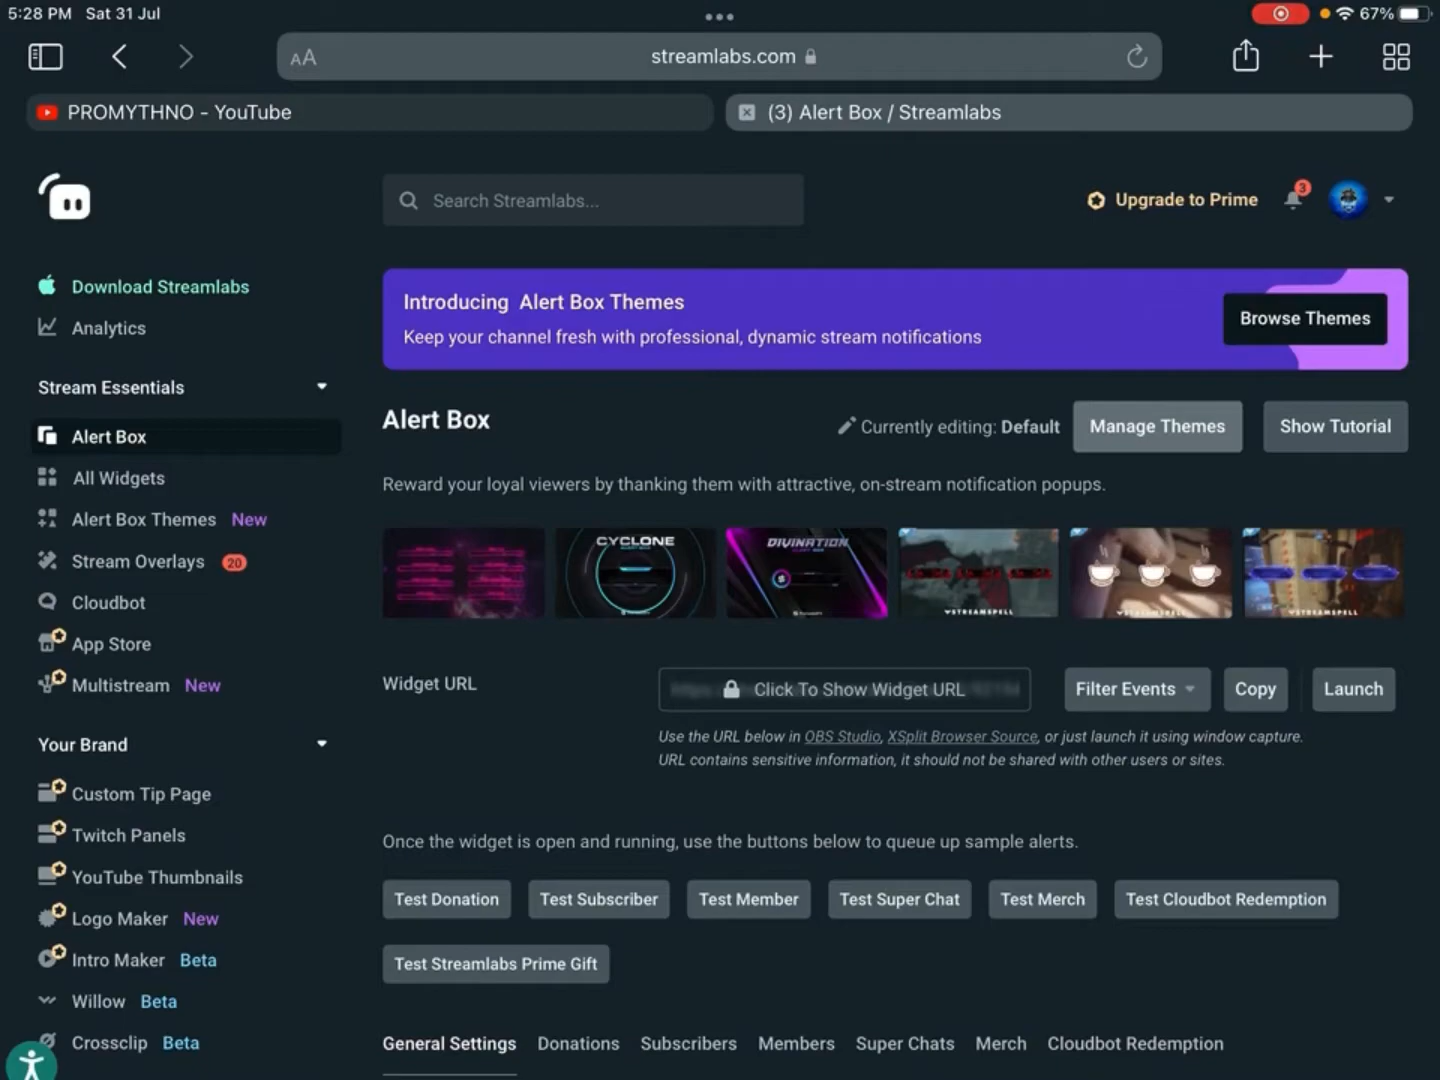 5:28 PM Sat 31 Jul
67%
AA
streamlabs.com
PROMYTHNO - YouTube
(3) Alert Box / Streamlabs
Search Streamlabs...
Upgrade to Prime
3
Download Streamlabs
Analytics
Stream Essentials
Alert Box
All Widgets
Alert Box Themes New
Stream Overlays 20
Cloudbot
App Store
Multistream New
Your Brand
Custom Tip Page
Twitch Panels
YouTube Thumbnails
Logo Maker New
Intro Maker Beta
Willow Beta
Crossclip Beta
Introducing Alert Box Themes
Keep your channel fresh with professional, dynamic stream notifications
Browse Themes
Alert Box
Currently editing: Default
Manage Themes
Show Tutorial
Reward your loyal viewers by thanking them with attractive, on-stream notification popups.
CYCLONE
DIVINATION
STREAMSPELL
STREAMSPELL
STREAMSPELL
Widget URL
Click To Show Widget URL
Filter Events
Copy
Launch
Use the URL below in OBS Studio, XSplit Browser Source, or just launch it using window capture.
URL contains sensitive information, it should not be shared with other users or sites.
Once the widget is open and running, use the buttons below to queue up sample alerts.
Test Donation
Test Subscriber
Test Member
Test Super Chat
Test Merch
Test Cloudbot Redemption
Test Streamlabs Prime Gift
General Settings
Donations
Subscribers
Members
Super Chats
Merch
Cloudbot Redemption